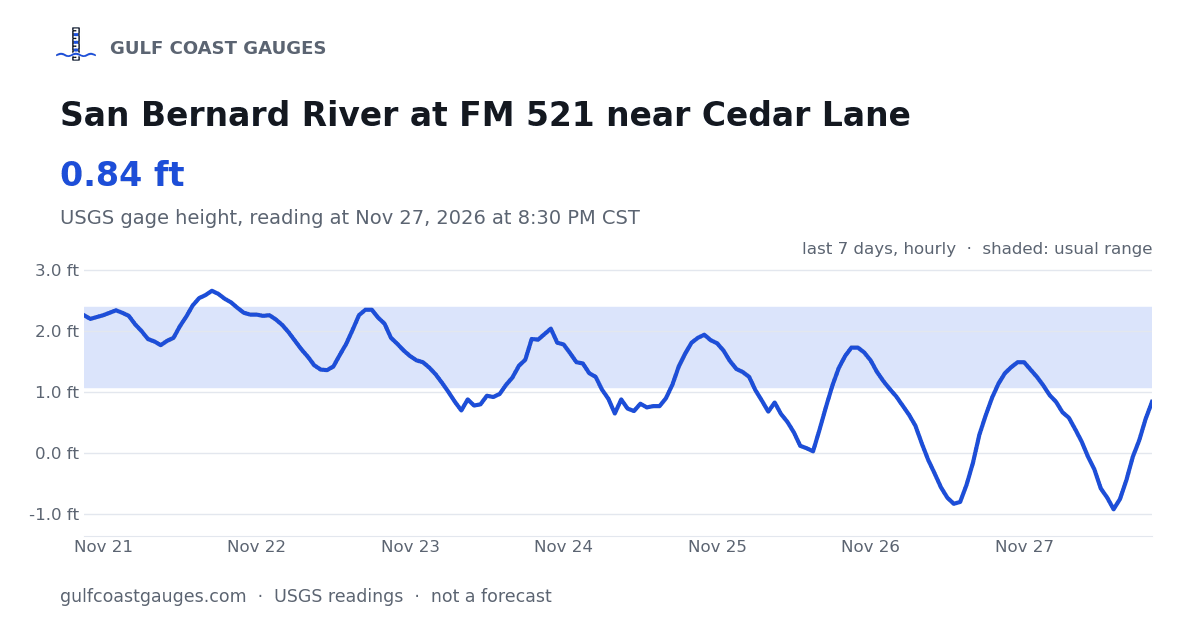 GULF COAST GAUGES
San Bernard River at FM 521 near Cedar Lane
0.84 ft
USGS gage height, reading at Nov 27, 2026 at 8:30 PM CST
last 7 days, hourly · shaded: usual range
3.0 ft
2.0 ft
1.0 ft
0.0 ft
-1.0 ft
Nov 21 Nov 22 Nov 23 Nov 24 Nov 25 Nov 26 Nov 27
gulfcoastgauges.com · USGS readings · not a forecast